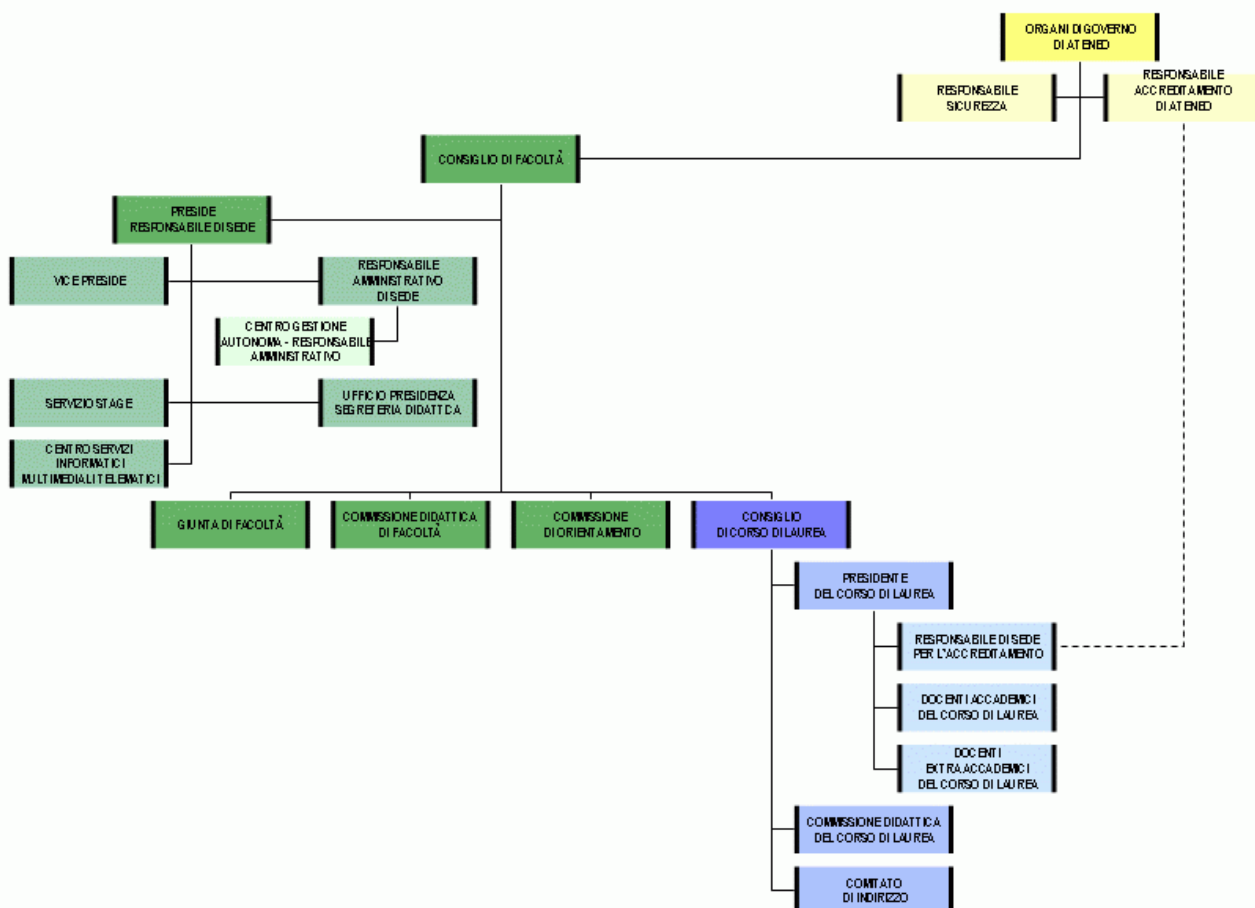 ORGANI DI GOVERNO
DI ATENEO
RESPONSABILE
SICUREZZA
RESPONSABILE
ACCREDITAMENTO
DI ATENEO
CONSIGLIO DI FACOLTÀ
PRESIDE
RESPONSABILE DI SEDE
VICE PRESIDE
RESPONSABILE
AMMINISTRATIVO
DI SEDE
CENTRO GESTIONE
AUTONOMA - RESPONSABILE
AMMINISTRATIVO
SERVIZIO STAGE
UFFICIO PRESIDENZA
SEGRETERIA DIDATTICA
CENTRO SERVIZI
INFORMATICI
MULTIMEDIALI TELEMATICI
GIUNTA DI FACOLTÀ
COMMISSIONE DIDATTICA
DI FACOLTÀ
COMMISSIONE
DI ORIENTAMENTO
CONSIGLIO
DI CORSO DI LAUREA
PRESIDENTE
DEL CORSO DI LAUREA
RESPONSABILE DI SEDE
PER L'ACCREDITAMENTO
DOCENTI ACCADEMICI
DEL CORSO DI LAUREA
DOCENTI
EXTRA ACCADEMICI
DEL CORSO DI LAUREA
COMMISSIONE DIDATTICA
DEL CORSO DI LAUREA
COMITATO
DI INDIRIZZO